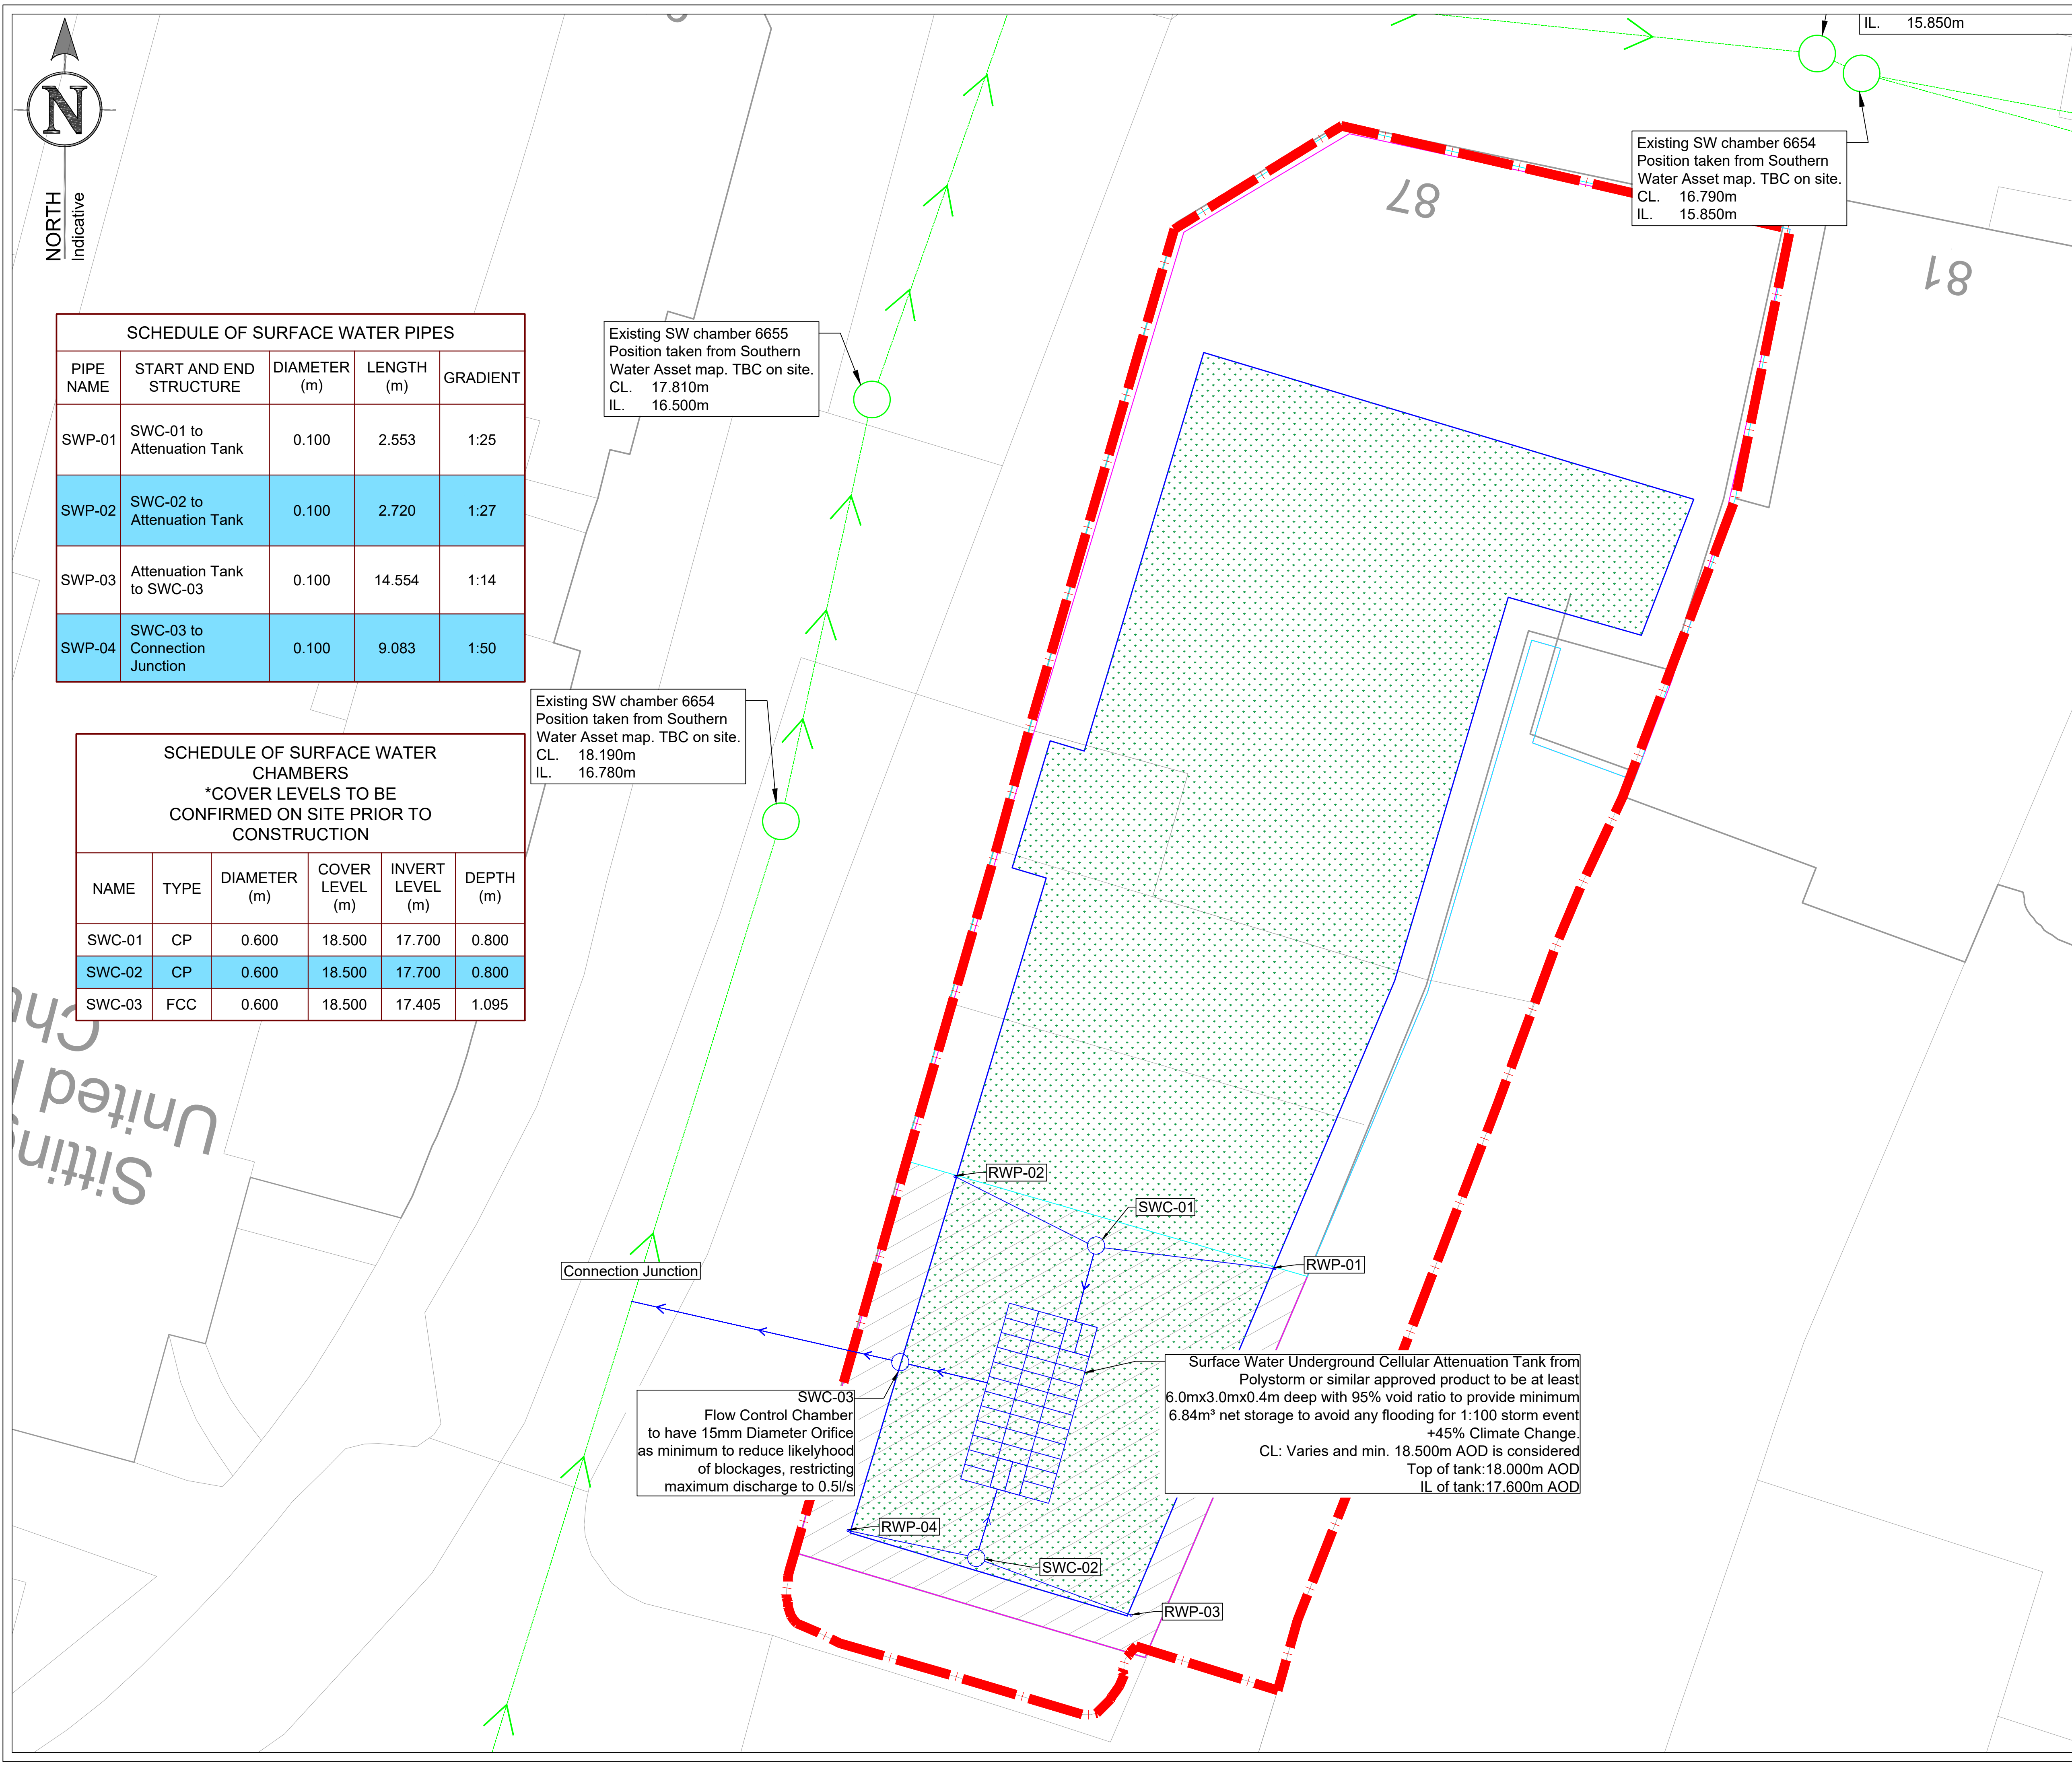 IL. 15.850m
N
NORTH
Indicative
87
81
Existing SW chamber 6654
Position taken from Southern
Water Asset map. TBC on site.
CL. 16.790m
IL. 15.850m
Existing SW chamber 6655
Position taken from Southern
Water Asset map. TBC on site.
CL. 17.810m
IL. 16.500m
SCHEDULE OF SURFACE WATER PIPES
PIPE NAME START AND END STRUCTURE DIAMETER (m) LENGTH (m) GRADIENT
SWP-01 SWC-01 to Attenuation Tank 0.100 2.553 1:25
SWP-02 SWC-02 to Attenuation Tank 0.100 2.720 1:27
SWP-03 Attenuation Tank to SWC-03 0.100 14.554 1:14
SWP-04 SWC-03 to Connection Junction 0.100 9.083 1:50
Existing SW chamber 6654
Position taken from Southern
Water Asset map. TBC on site.
CL. 18.190m
IL. 16.780m
SCHEDULE OF SURFACE WATER
CHAMBERS
*COVER LEVELS TO BE
CONFIRMED ON SITE PRIOR TO
CONSTRUCTION
NAME TYPE DIAMETER (m) COVER LEVEL (m) INVERT LEVEL (m) DEPTH (m)
SWC-01 CP 0.600 18.500 17.700 0.800
SWC-02 CP 0.600 18.500 17.700 0.800
SWC-03 FCC 0.600 18.500 17.405 1.095
Sitting
United
Chu
RWP-02
SWC-01
RWP-01
Connection Junction
SWC-03
Flow Control Chamber
to have 15mm Diameter Orifice
as minimum to reduce likelyhood
of blockages, restricting
maximum discharge to 0.5l/s
Surface Water Underground Cellular Attenuation Tank from
Polystorm or similar approved product to be at least
6.0mx3.0mx0.4m deep with 95% void ratio to provide minimum
6.84m³ net storage to avoid any flooding for 1:100 storm event
+45% Climate Change.
CL: Varies and min. 18.500m AOD is considered
Top of tank:18.000m AOD
IL of tank:17.600m AOD
RWP-04
SWC-02
RWP-03